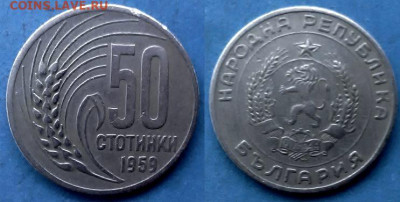 COINS.LAVE.RU
50
СТОТИНКИ
1959
НАРОДНА РЕПУБЛИКА
БЪЛГАРИЯ